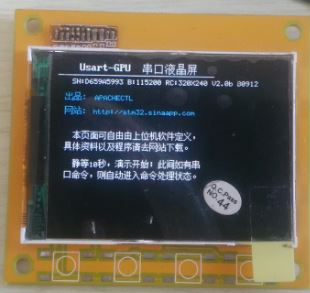 Usart-GPU 串口液晶屏
SN:D659A5993 B:115200 RC:320X240 V2.0b 30912
出品: APACHECTL
网站: http://stm32.sinaapp.com
本页面可自由由上位机软件定义,
具体资料以及程序请去网站下载。
静等10秒, 演示开始: 此间如有串
口命令, 则自动进入命令处理状态。
Q.C.Pass
NO.44